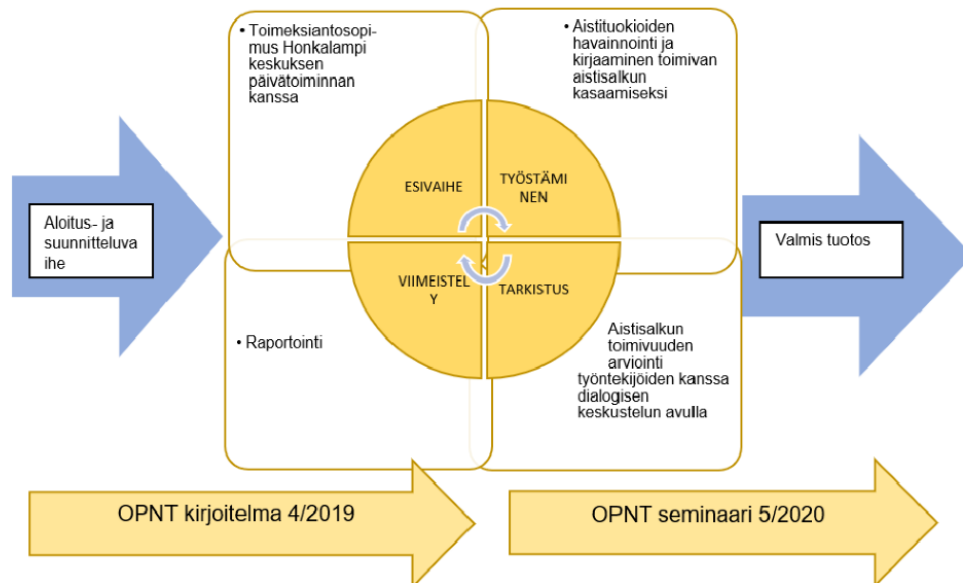 • Toimeksiantosopi-
mus Honkalampi
keskuksen
päivätoiminnan
kanssa
• Aistituokioiden
havainnointi ja
kirjaaminen toimivan
aistisalkun
kasaamiseksi
Aloitus- ja
suunnitteluva
ihe
ESIVAIHE
TYÖSTÄMI
NEN
Valmis tuotos
VIIMEISTEL
Y
TARKISTUS
• Raportointi
Aistisalkun
toimivuuden
arviointi
työntekijöiden kanssa
dialogisen
keskustelun avulla
OPNT kirjoitelma 4/2019
OPNT seminaari 5/2020